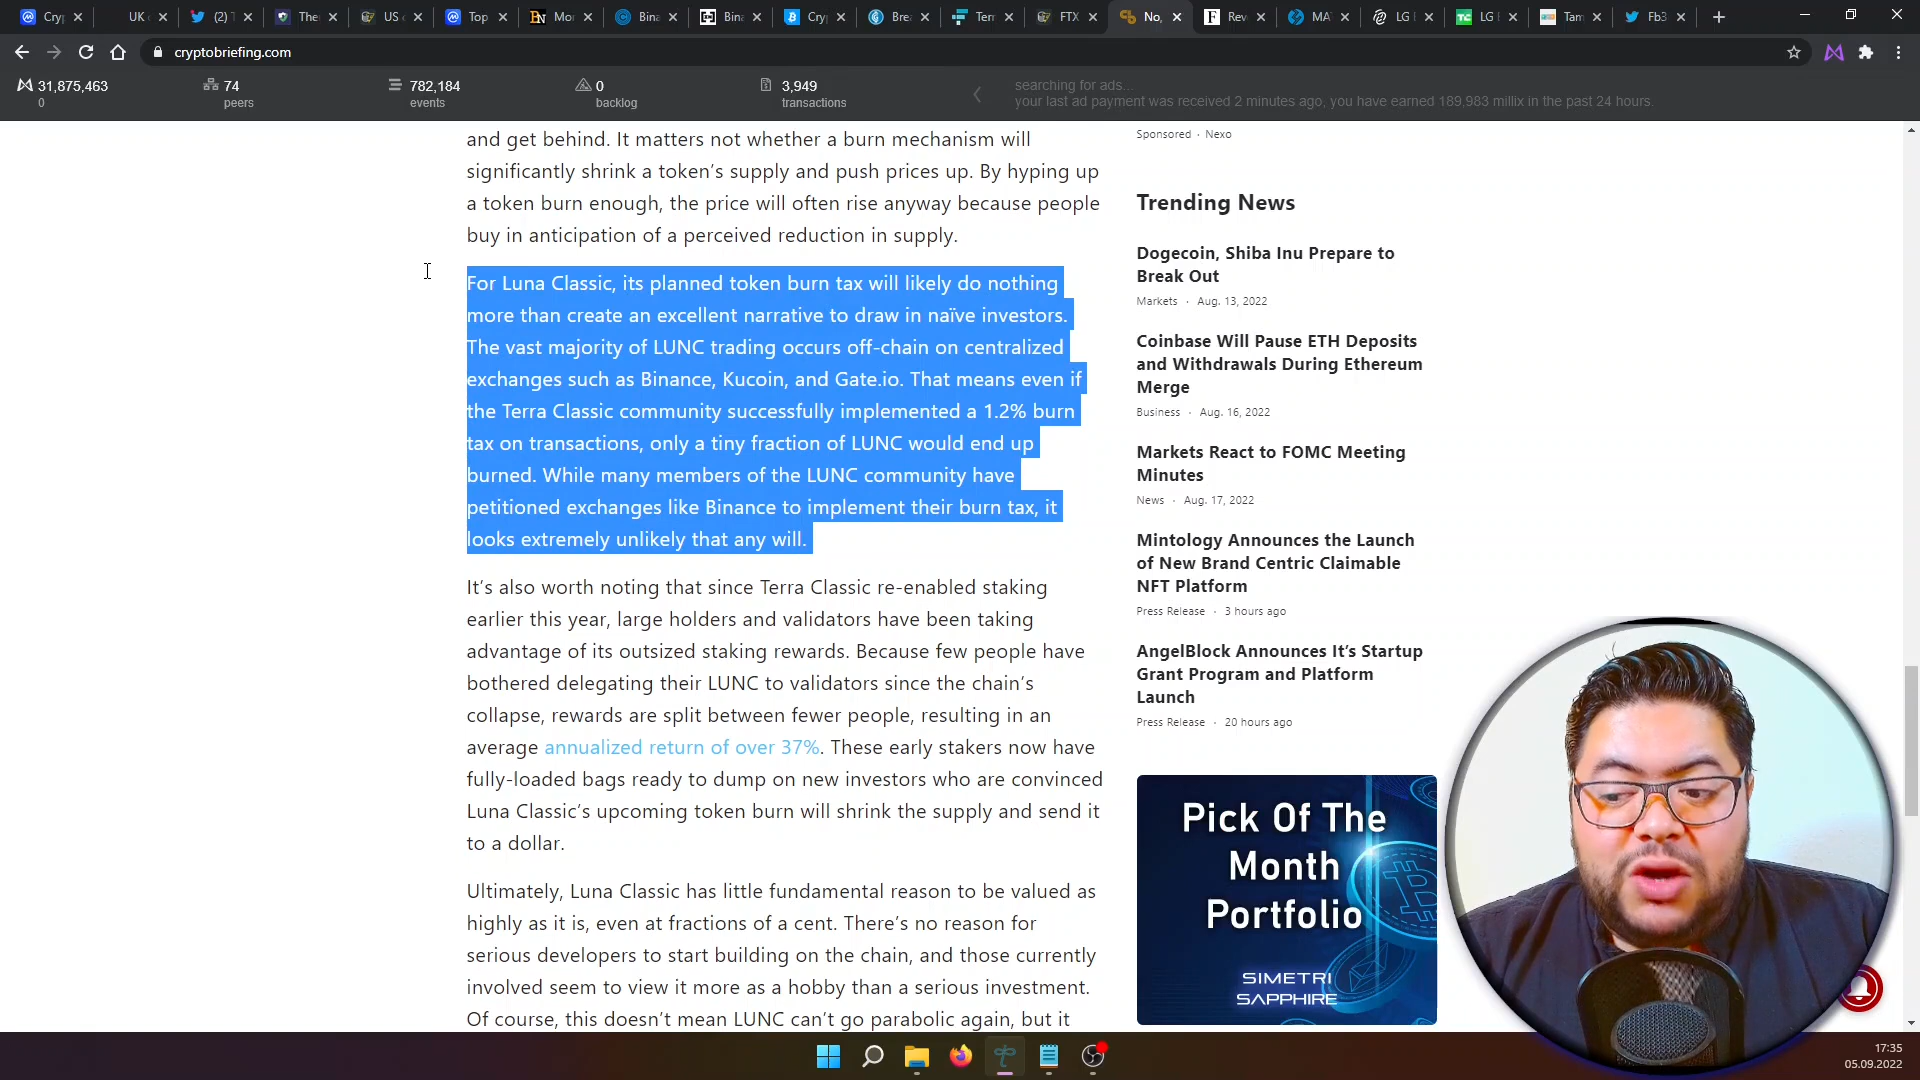 Cryp
UK
(2) T
The
US
Top
Mo
Bina
Bina
Cryp
Brea
Terr
FTX
No,
Rev
MA
LG
LG
Tam
Fb3
cryptobriefing.com
31,875,463
0
74
peers
782,184
events
0
backlog
3,949
transactions
searching for ads...
your last ad payment was received 2 minutes ago, you have earned 189,983 millix in the past 24 hours.
and get behind. It matters not whether a burn mechanism will
significantly shrink a token's supply and push prices up. By hyping up
a token burn enough, the price will often rise anyway because people
buy in anticipation of a perceived reduction in supply.
For Luna Classic, its planned token burn tax will likely do nothing
more than create an excellent narrative to draw in naïve investors.
The vast majority of LUNC trading occurs off-chain on centralized
exchanges such as Binance, Kucoin, and Gate.io. That means even if
the Terra Classic community successfully implemented a 1.2% burn
tax on transactions, only a tiny fraction of LUNC would end up
burned. While many members of the LUNC community have
petitioned exchanges like Binance to implement their burn tax, it
looks extremely unlikely that any will.
It's also worth noting that since Terra Classic re-enabled staking
earlier this year, large holders and validators have been taking
advantage of its outsized staking rewards. Because few people have
bothered delegating their LUNC to validators since the chain's
collapse, rewards are split between fewer people, resulting in an
average annualized return of over 37%. These early stakers now have
fully-loaded bags ready to dump on new investors who are convinced
Luna Classic's upcoming token burn will shrink the supply and send it
to a dollar.
Ultimately, Luna Classic has little fundamental reason to be valued as
highly as it is, even at fractions of a cent. There's no reason for
serious developers to start building on the chain, and those currently
involved seem to view it more as a hobby than a serious investment.
Of course, this doesn't mean LUNC can't go parabolic again, but it
Sponsored · Nexo
Trending News
Dogecoin, Shiba Inu Prepare to
Break Out
Markets · Aug. 13, 2022
Coinbase Will Pause ETH Deposits
and Withdrawals During Ethereum
Merge
Business · Aug. 16, 2022
Markets React to FOMC Meeting
Minutes
News · Aug. 17, 2022
Mintology Announces the Launch
of New Brand Centric Claimable
NFT Platform
Press Release · 3 hours ago
AngelBlock Announces It's Startup
Grant Program and Platform
Launch
Press Release · 20 hours ago
Pick Of The
Month
Portfolio
SIMETRI
SAPPHIRE
17:35
05.09.2022